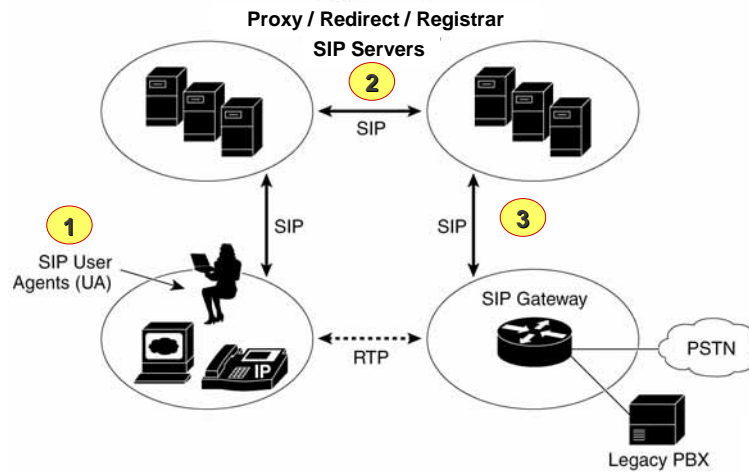 Proxy / Redirect / Registrar
SIP Servers
2
SIP
1
SIP
SIP
3
SIP User
Agents (UA)
SIP Gateway
IP
RTP
PSTN
Legacy PBX